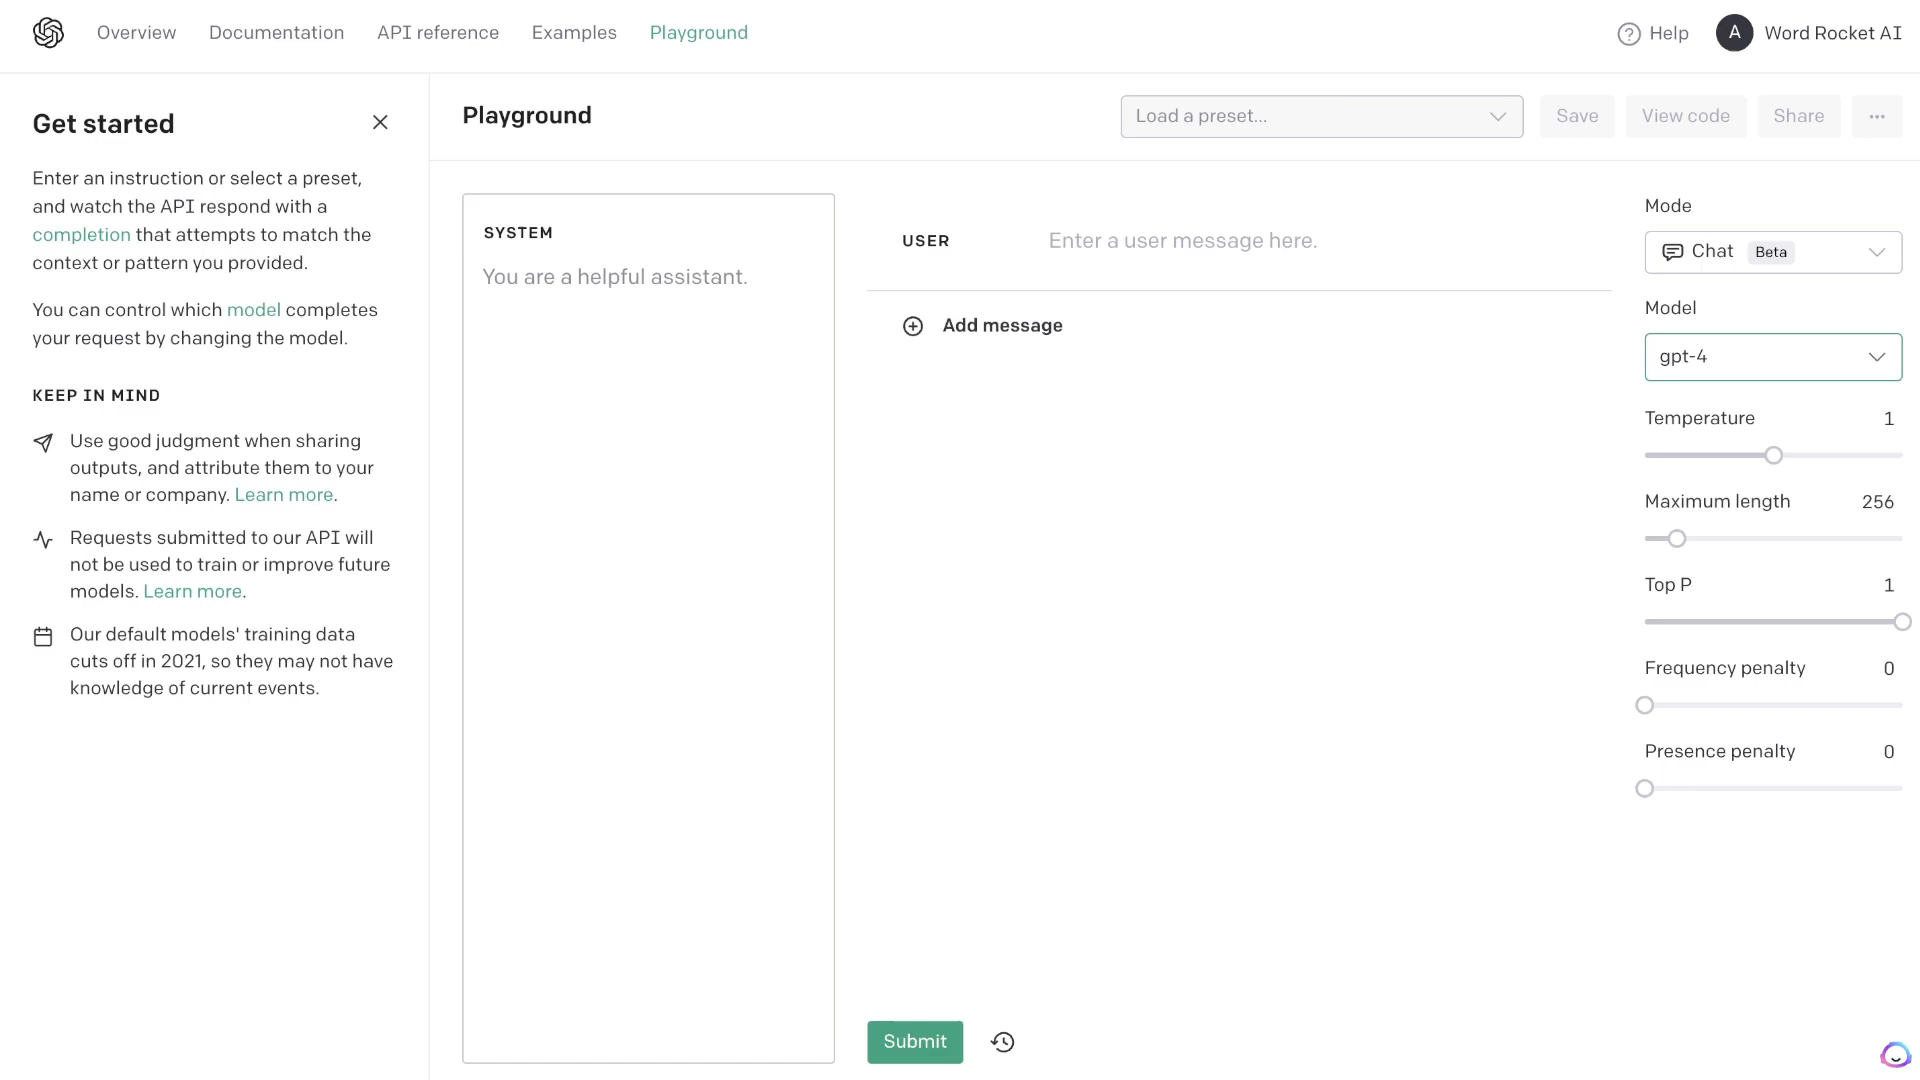 Overview Documentation API reference Examples Playground
Help A Word Rocket AI
Get started
Enter an instruction or select a preset,
and watch the API respond with a
completion that attempts to match the
context or pattern you provided.
You can control which model completes
your request by changing the model.
KEEP IN MIND
Use good judgment when sharing
outputs, and attribute them to your
name or company. Learn more.
Requests submitted to our API will
not be used to train or improve future
models. Learn more.
Our default models' training data
cuts off in 2021, so they may not have
knowledge of current events.
Playground
Load a preset...
Save
View code
Share
...
SYSTEM
You are a helpful assistant.
USER
Enter a user message here.
Add message
Submit
Mode
Chat Beta
Model
gpt-4
Temperature 1
Maximum length 256
Top P 1
Frequency penalty 0
Presence penalty 0